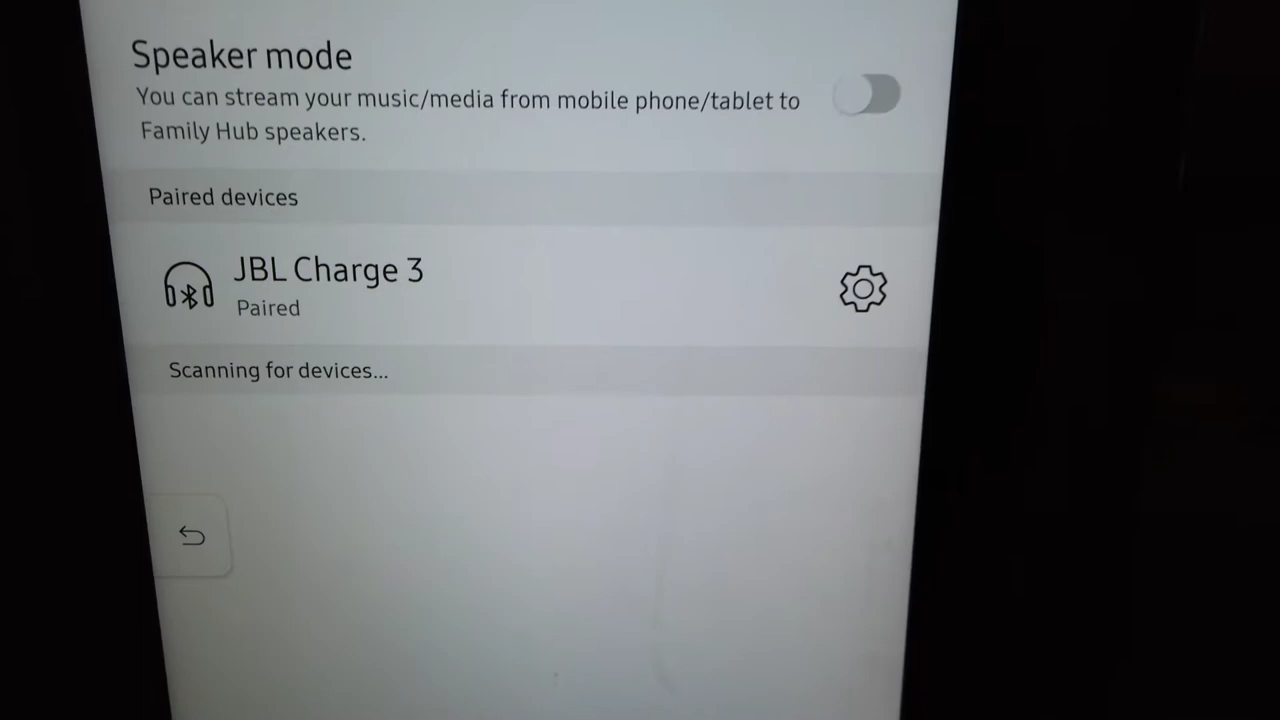 Speaker mode
You can stream your music/media from mobile phone/tablet to
Family Hub speakers.
Paired devices
JBL Charge 3
Paired
Scanning for devices...